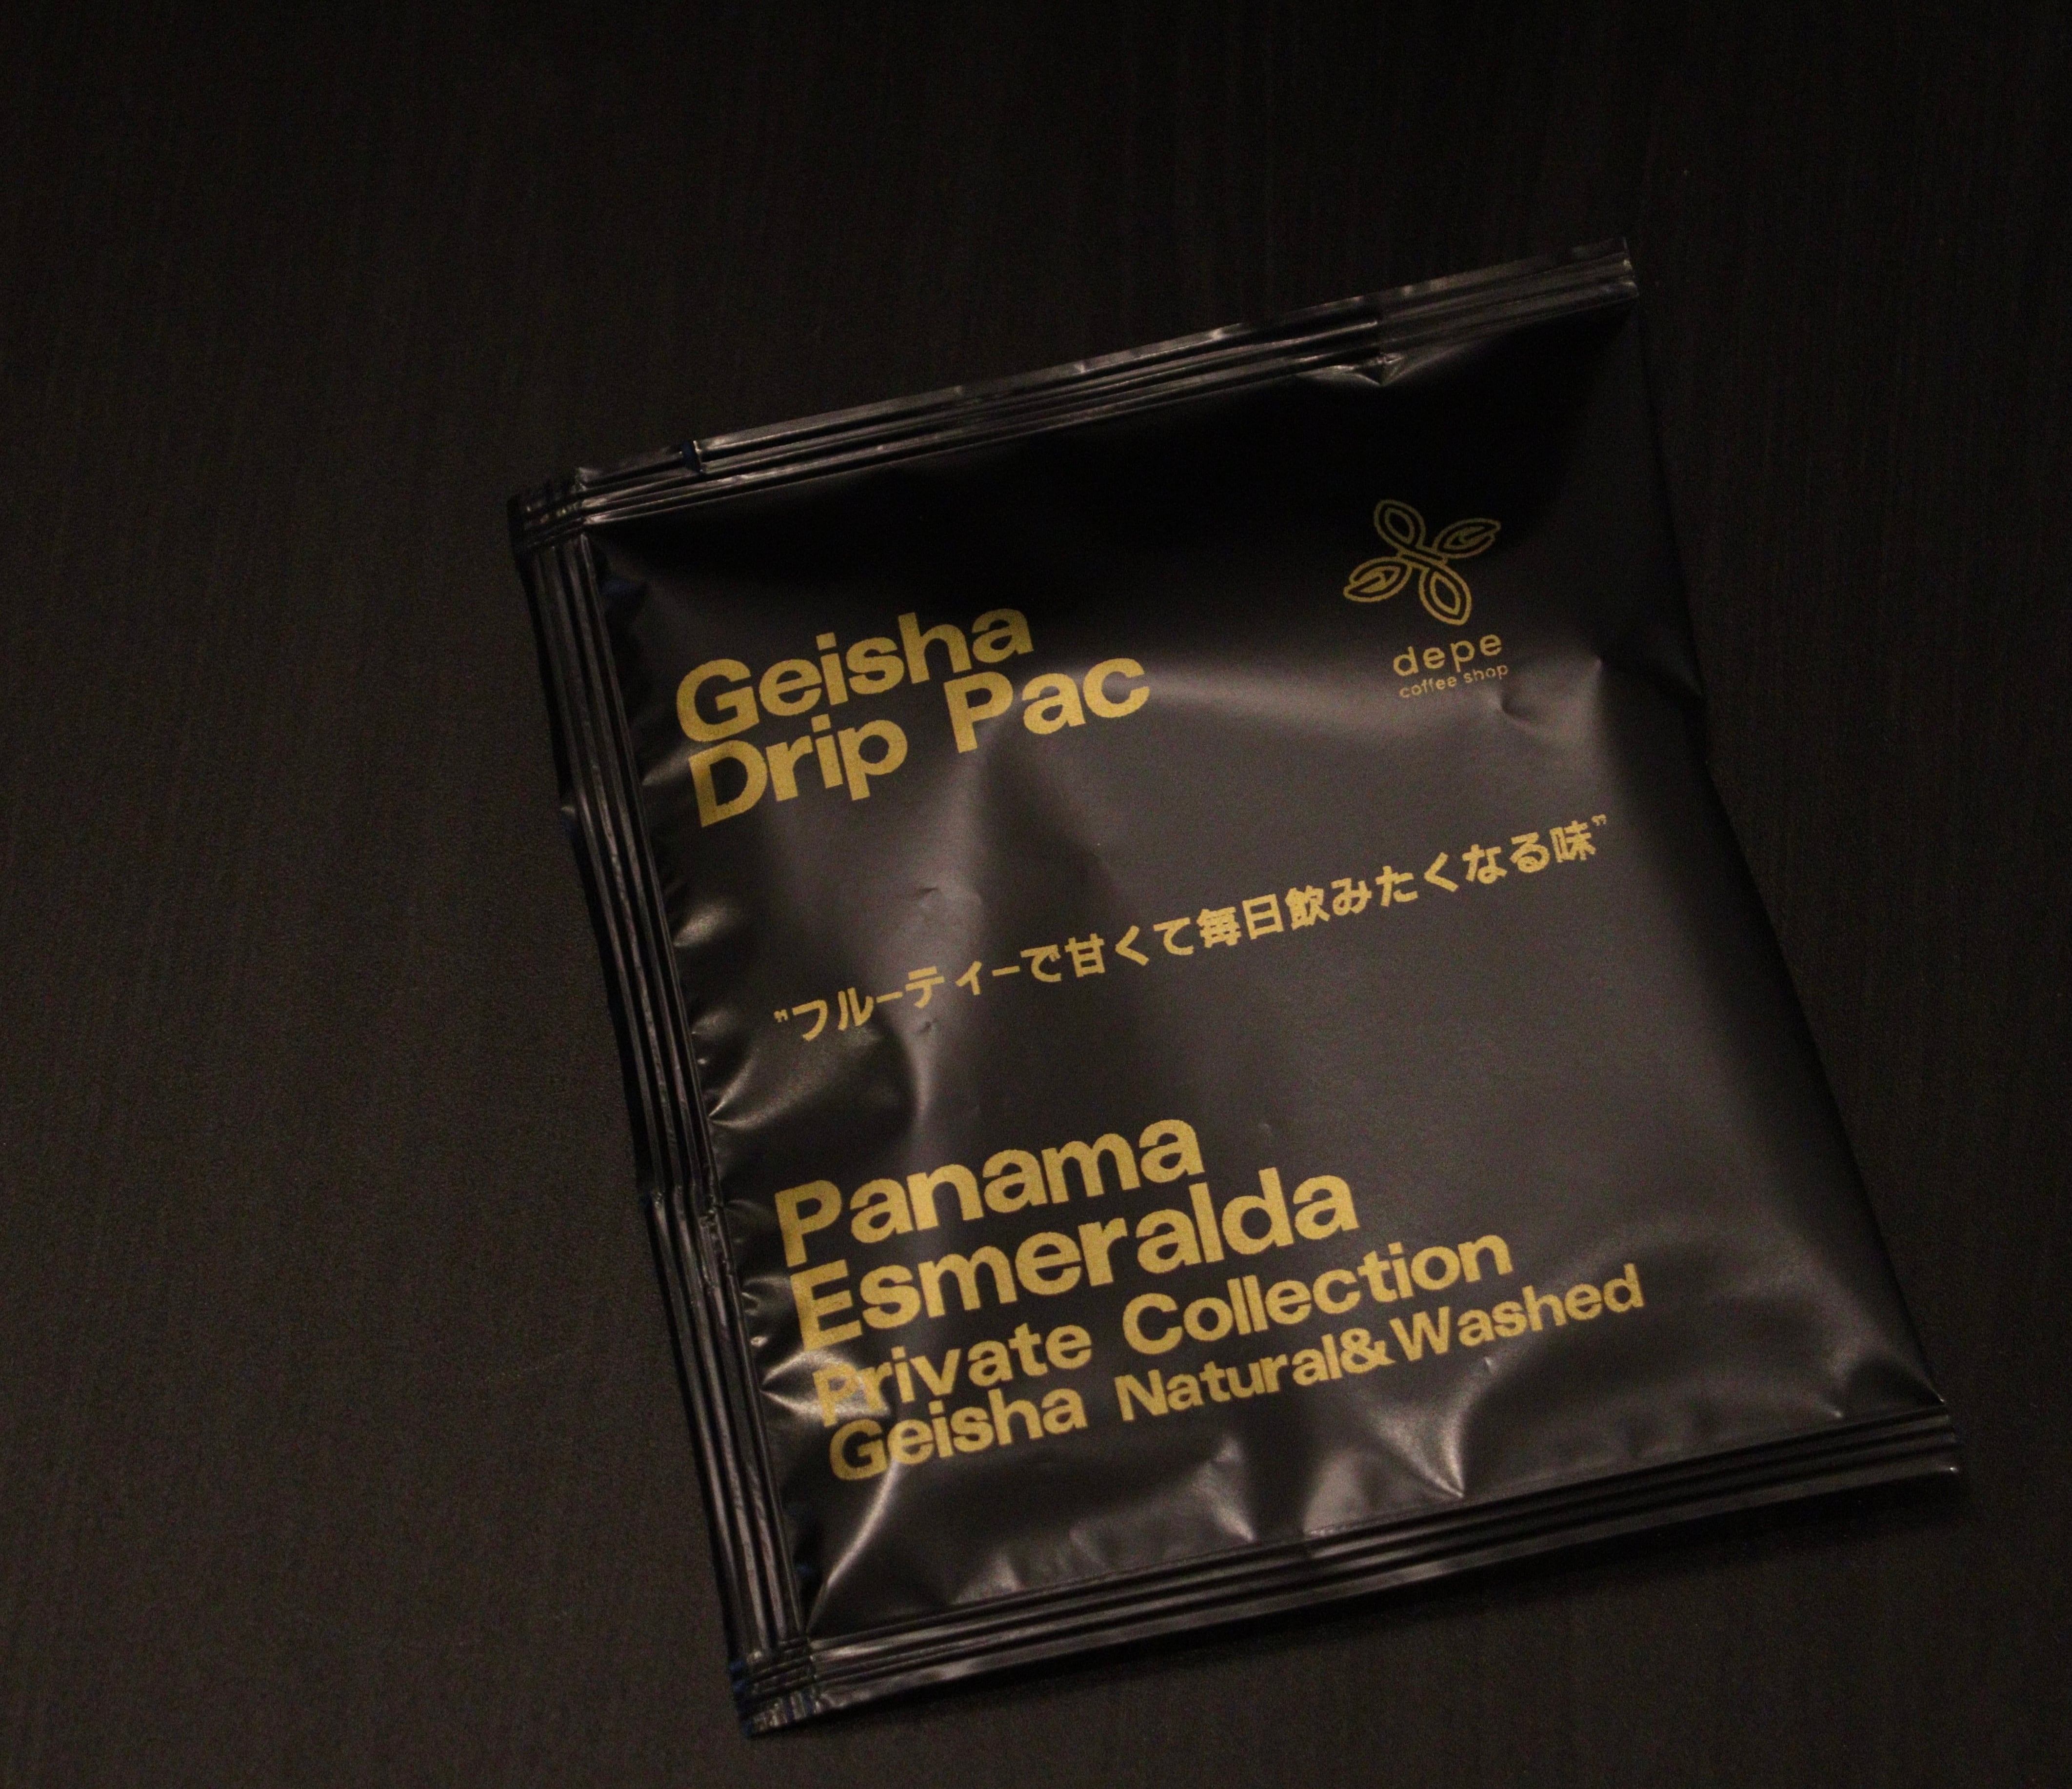 Geisha
Drip Pac
depe
coffee shop
"フルーティーで甘くて毎日飲みたくなる味"
Panama
Esmeralda
Private Collection
Geisha Natural&Washed